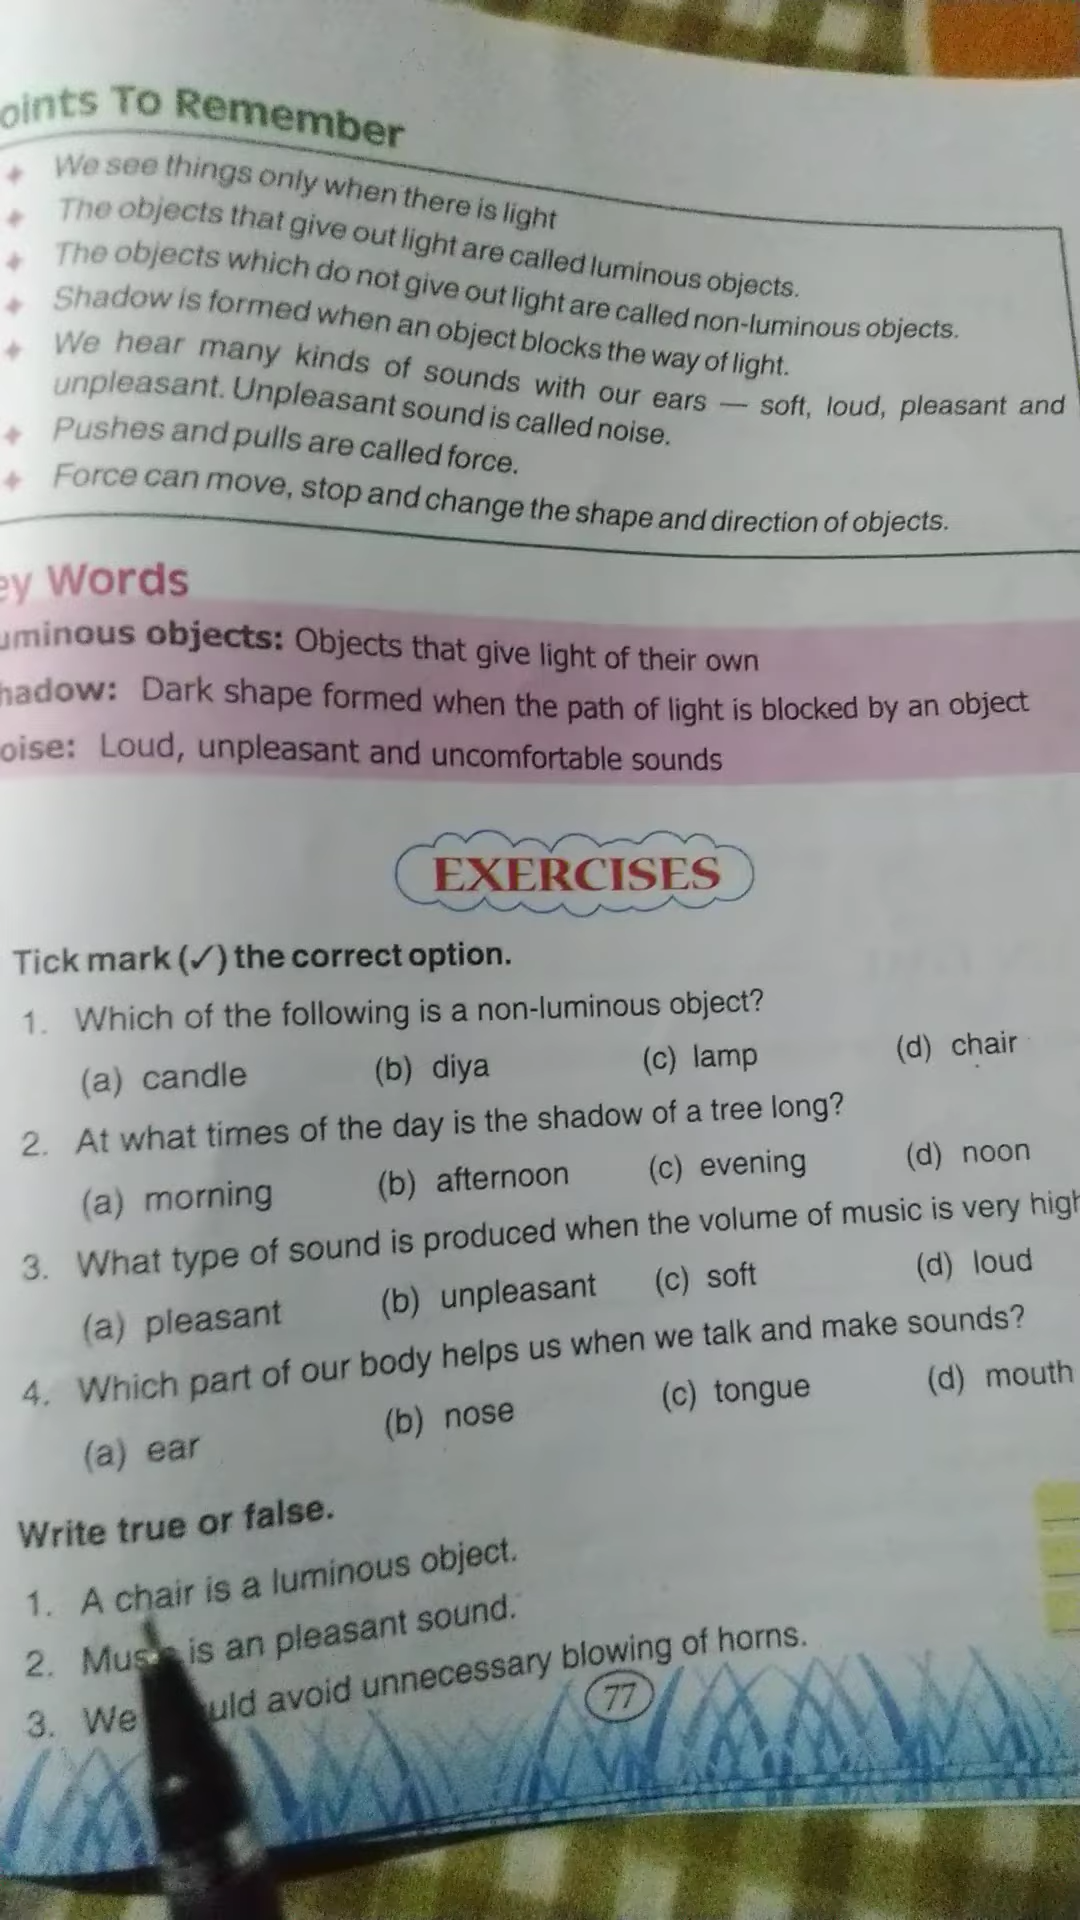 oints To Remember
We see things only when there is light
The objects that give out light are called luminous objects.
The objects which do not give out light are called non-luminous objects.
Shadow is formed when an object blocks the way of light.
We hear many kinds of sounds with our ears — soft, loud, pleasant and
unpleasant. Unpleasant sound is called noise.
Pushes and pulls are called force.
Force can move, stop and change the shape and direction of objects.
ey Words
uminous objects: Objects that give light of their own
hadow: Dark shape formed when the path of light is blocked by an object
oise: Loud, unpleasant and uncomfortable sounds
EXERCISES
Tick mark (✓) the correct option.
1. Which of the following is a non-luminous object?
(a) candle (b) diya (c) lamp (d) chair
2. At what times of the day is the shadow of a tree long?
(a) morning (b) afternoon (c) evening (d) noon
3. What type of sound is produced when the volume of music is very high
(a) pleasant (b) unpleasant (c) soft (d) loud
4. Which part of our body helps us when we talk and make sounds?
(a) ear (b) nose (c) tongue (d) mouth
Write true or false.
1. A chair is a luminous object.
2. Mus is an pleasant sound.
3. We uld avoid unnecessary blowing of horns.
77